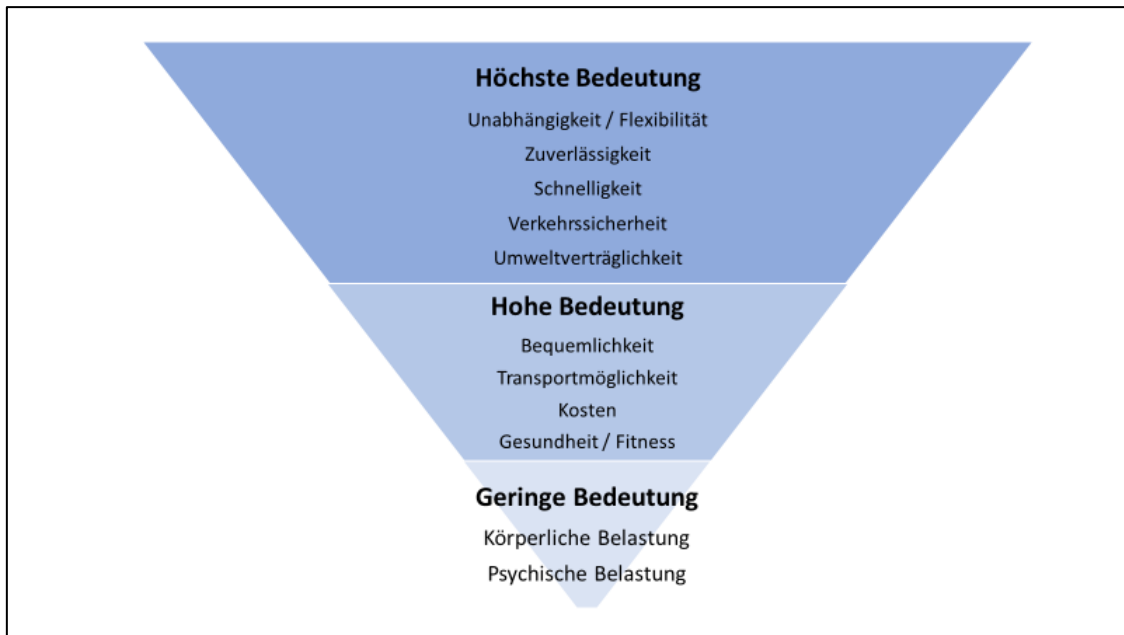 Höchste Bedeutung
Unabhängigkeit / Flexibilität
Zuverlässigkeit
Schnelligkeit
Verkehrssicherheit
Umweltverträglichkeit
Hohe Bedeutung
Bequemlichkeit
Transportmöglichkeit
Kosten
Gesundheit / Fitness
Geringe Bedeutung
Körperliche Belastung
Psychische Belastung